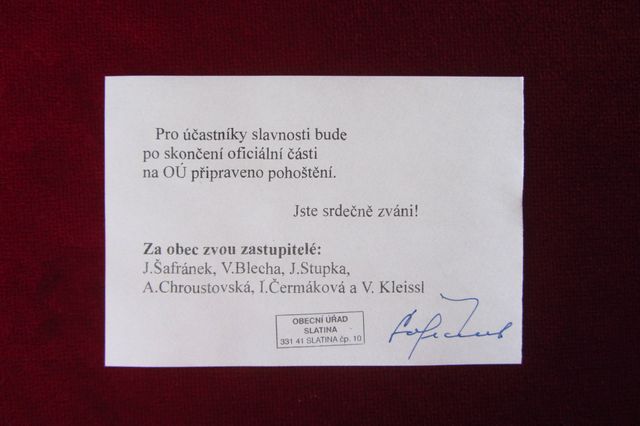 Pro účastníky slavnosti bude
po skončení oficiální části
na OÚ připraveno pohoštění.
Jste srdečně zváni!
Za obec zvou zastupitelé:
J.Šafránek, V.Blecha, J.Stupka,
A.Chroustovská, I.Čermáková a V. Kleissl
OBECNÍ ÚŘAD
SLATINA
331 41 SLATINA čp. 10